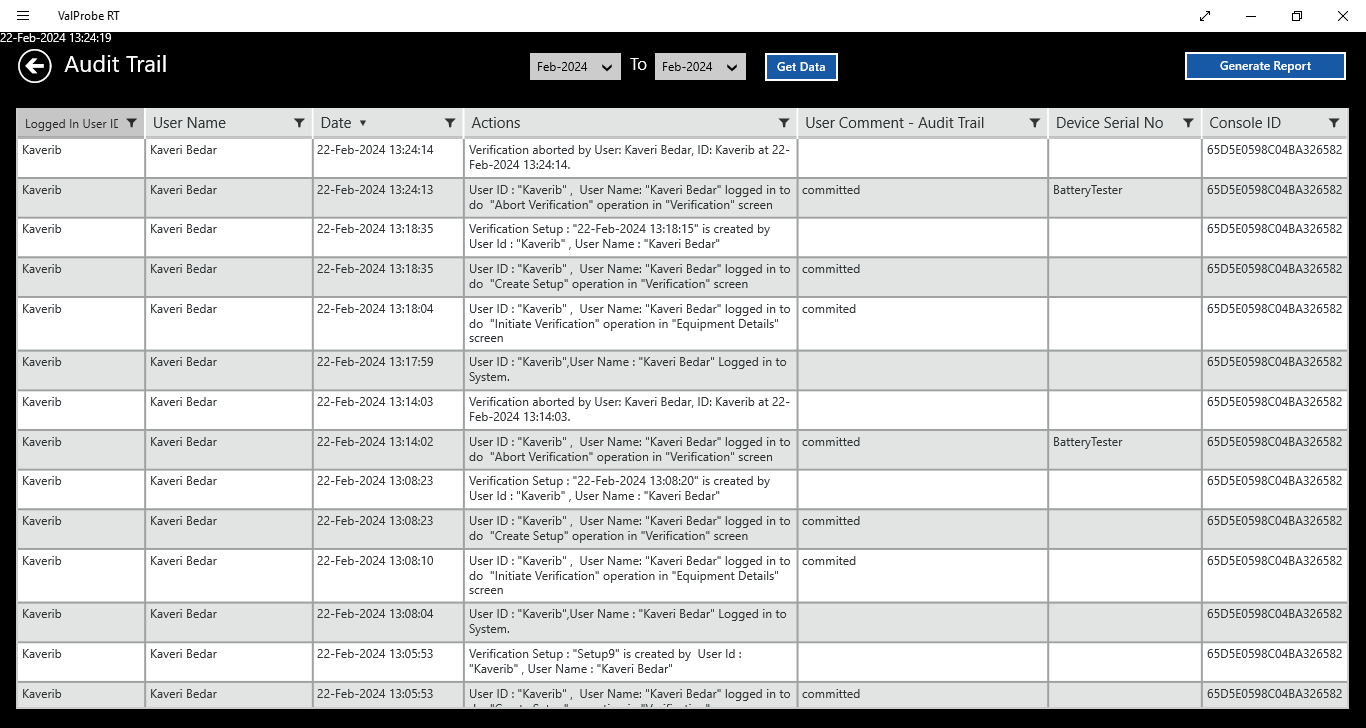 ValProbe RT
22-Feb-2024 13:24:19
Audit Trail
Feb-2024 To Feb-2024 Get Data Generate Report
Logged In User ID User Name Date Actions User Comment - Audit Trail Device Serial No Console ID
Kaverib Kaveri Bedar 22-Feb-2024 13:24:14 Verification aborted by User: Kaveri Bedar, ID: Kaverib at 22- 65D5E0598C04BA326582
Feb-2024 13:24:14.
Kaverib Kaveri Bedar 22-Feb-2024 13:24:13 User ID : "Kaverib" ,  User Name: "Kaveri Bedar" logged in to committed BatteryTester 65D5E0598C04BA326582
do  "Abort Verification" operation in "Verification" screen
Kaverib Kaveri Bedar 22-Feb-2024 13:18:35 Verification Setup : "22-Feb-2024 13:18:15" is created by 65D5E0598C04BA326582
User Id : "Kaverib" , User Name : "Kaveri Bedar"
Kaverib Kaveri Bedar 22-Feb-2024 13:18:35 User ID : "Kaverib" ,  User Name: "Kaveri Bedar" logged in to committed 65D5E0598C04BA326582
do  "Create Setup" operation in "Verification" screen
Kaverib Kaveri Bedar 22-Feb-2024 13:18:04 User ID : "Kaverib" ,  User Name: "Kaveri Bedar" logged in to commited 65D5E0598C04BA326582
do  "Initiate Verification" operation in "Equipment Details"
screen
Kaverib Kaveri Bedar 22-Feb-2024 13:17:59 User ID : "Kaverib",User Name : "Kaveri Bedar" Logged in to 65D5E0598C04BA326582
System.
Kaverib Kaveri Bedar 22-Feb-2024 13:14:03 Verification aborted by User: Kaveri Bedar, ID: Kaverib at 22- 65D5E0598C04BA326582
Feb-2024 13:14:03.
Kaverib Kaveri Bedar 22-Feb-2024 13:14:02 User ID : "Kaverib" ,  User Name: "Kaveri Bedar" logged in to committed BatteryTester 65D5E0598C04BA326582
do  "Abort Verification" operation in "Verification" screen
Kaverib Kaveri Bedar 22-Feb-2024 13:08:23 Verification Setup : "22-Feb-2024 13:08:20" is created by 65D5E0598C04BA326582
User Id : "Kaverib" , User Name : "Kaveri Bedar"
Kaverib Kaveri Bedar 22-Feb-2024 13:08:23 User ID : "Kaverib" ,  User Name: "Kaveri Bedar" logged in to committed 65D5E0598C04BA326582
do  "Create Setup" operation in "Verification" screen
Kaverib Kaveri Bedar 22-Feb-2024 13:08:10 User ID : "Kaverib" ,  User Name: "Kaveri Bedar" logged in to commited 65D5E0598C04BA326582
do  "Initiate Verification" operation in "Equipment Details"
screen
Kaverib Kaveri Bedar 22-Feb-2024 13:08:04 User ID : "Kaverib",User Name : "Kaveri Bedar" Logged in to 65D5E0598C04BA326582
System.
Kaverib Kaveri Bedar 22-Feb-2024 13:05:53 Verification Setup : "Setup9" is created by  User Id : 65D5E0598C04BA326582
"Kaverib" , User Name : "Kaveri Bedar"
Kaverib Kaveri Bedar 22-Feb-2024 13:05:53 User ID : "Kaverib" ,  User Name: "Kaveri Bedar" logged in to committed 65D5E0598C04BA326582